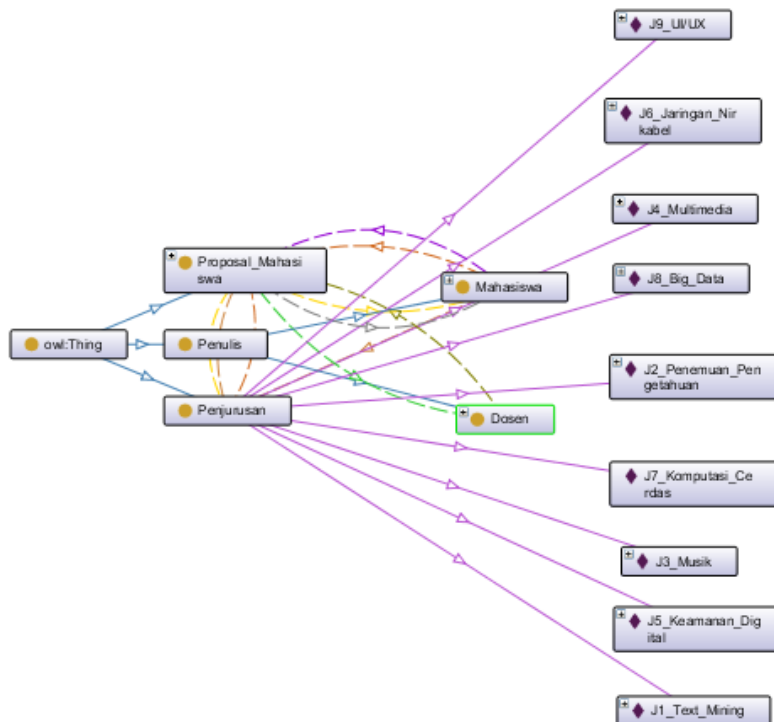 J9_UI/UX
J6_Jaringan_Nir
kabel
J4_Multimedia
Proposal_Mahasi
swa
J8_Big_Data
Mahasiswa
owl:Thing
Penulis
J2_Penemuan_Pen
getahuan
Penjurusan
Dosen
J7_Komputasi_Ce
rdas
J3_Musik
J5_Keamanan_Dig
ital
J1_Text_Mining